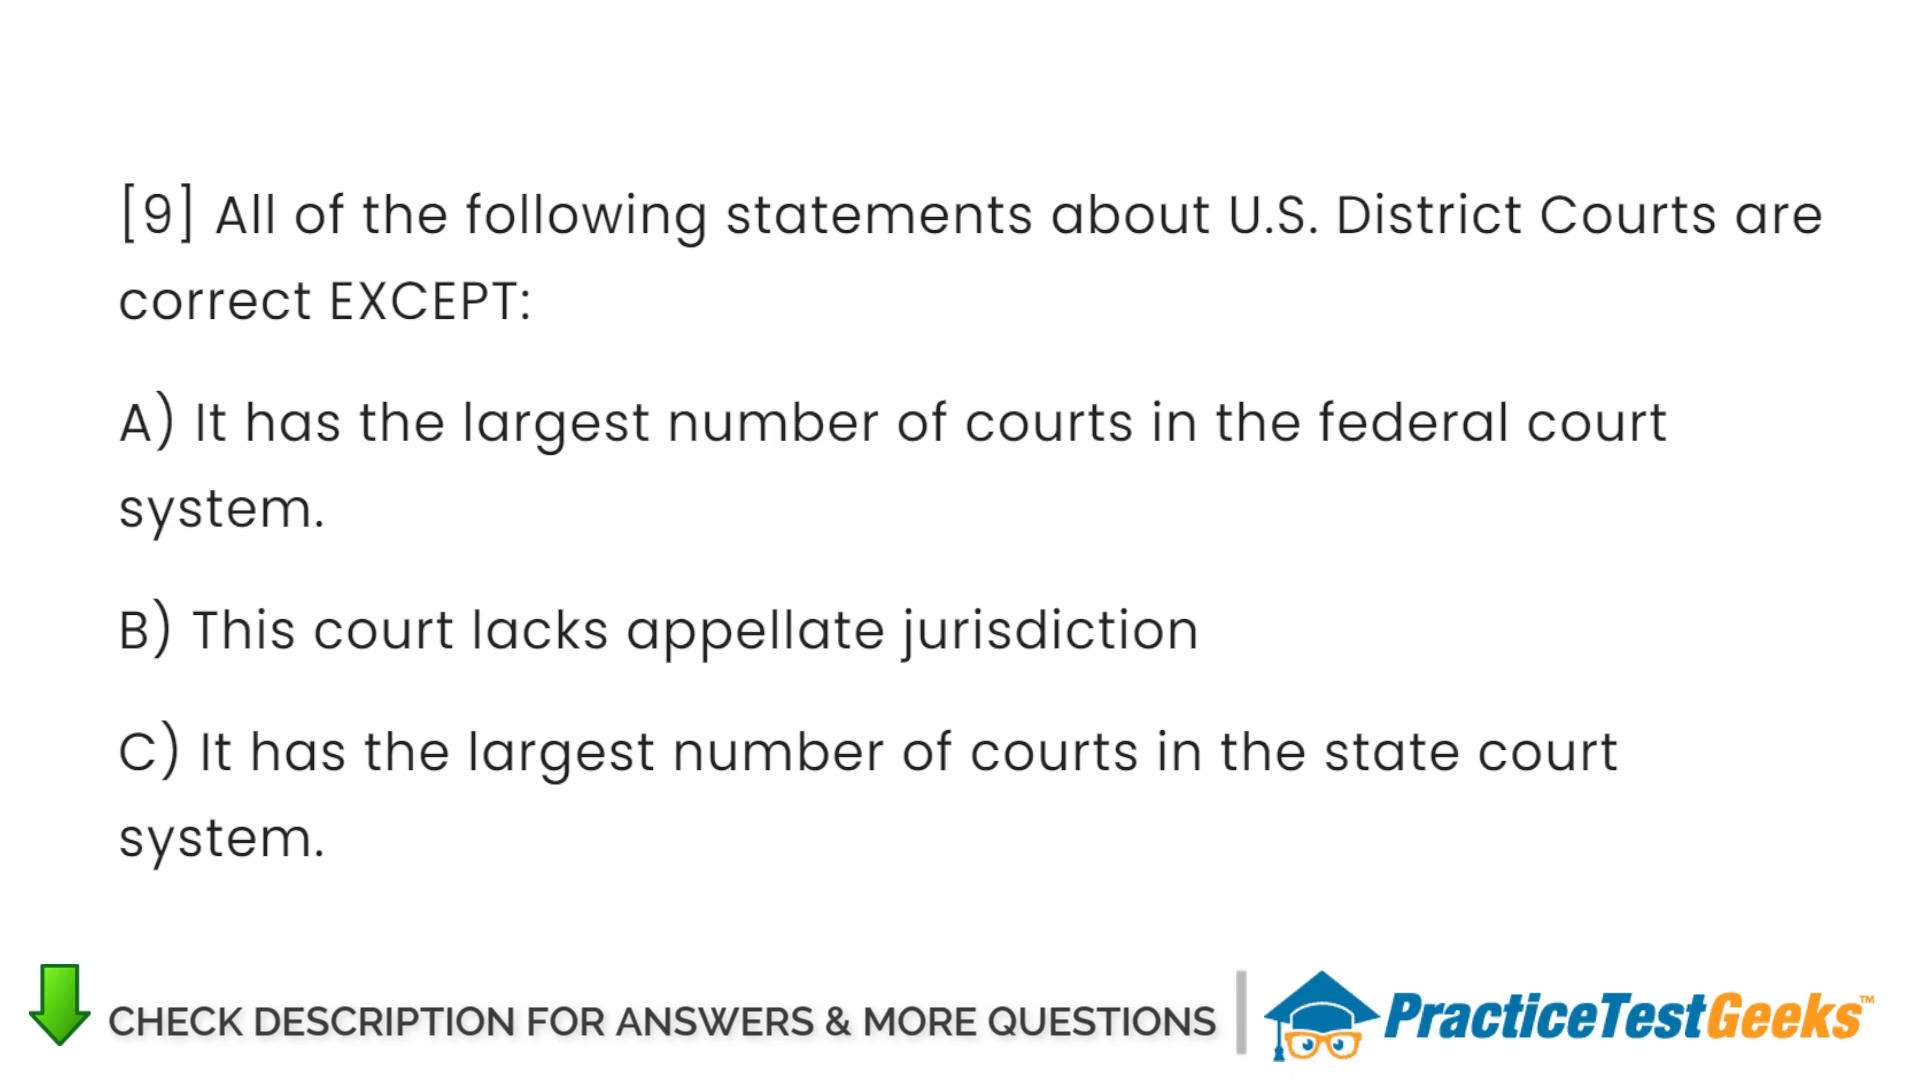 [9] All of the following statements about U.S. District Courts are
correct EXCEPT:
A) It has the largest number of courts in the federal court
system.
B) This court lacks appellate jurisdiction
C) It has the largest number of courts in the state court
system.
CHECK DESCRIPTION FOR ANSWERS & MORE QUESTIONS
PracticeTestGeeks™